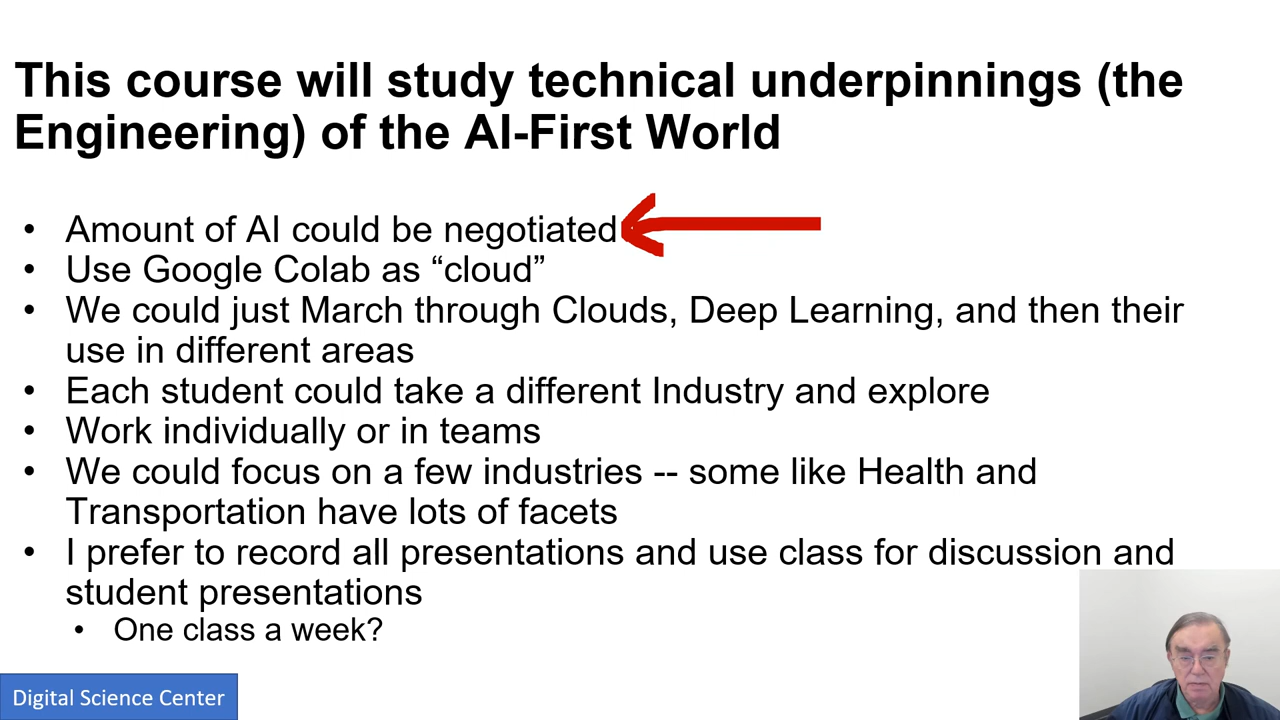 This course will study technical underpinnings (the
Engineering) of the AI-First World
• Amount of AI could be negotiated
• Use Google Colab as “cloud”
• We could just March through Clouds, Deep Learning, and then their
use in different areas
• Each student could take a different Industry and explore
• Work individually or in teams
• We could focus on a few industries -- some like Health and
Transportation have lots of facets
• I prefer to record all presentations and use class for discussion and
student presentations
• One class a week?
Digital Science Center